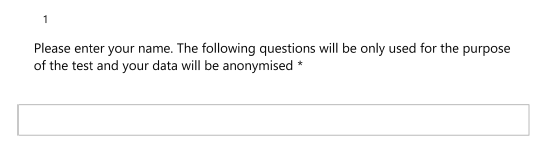 1
Please enter your name. The following questions will be only used for the purpose
of the test and your data will be anonymised *